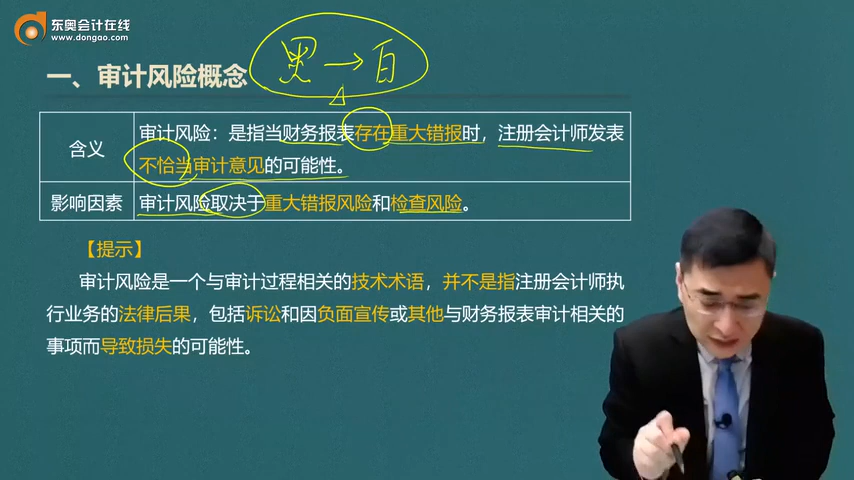 东奥会计在线
www.dongao.com
一、审计风险概念
黑→白
含义
审计风险：是指当财务报表存在重大错报时，注册会计师发表
不恰当审计意见的可能性。
影响因素
审计风险取决于重大错报风险和检查风险。
【提示】
审计风险是一个与审计过程相关的技术术语，并不是指注册会计师执
行业务的法律后果，包括诉讼和因负面宣传或其他与财务报表审计相关的
事项而导致损失的可能性。